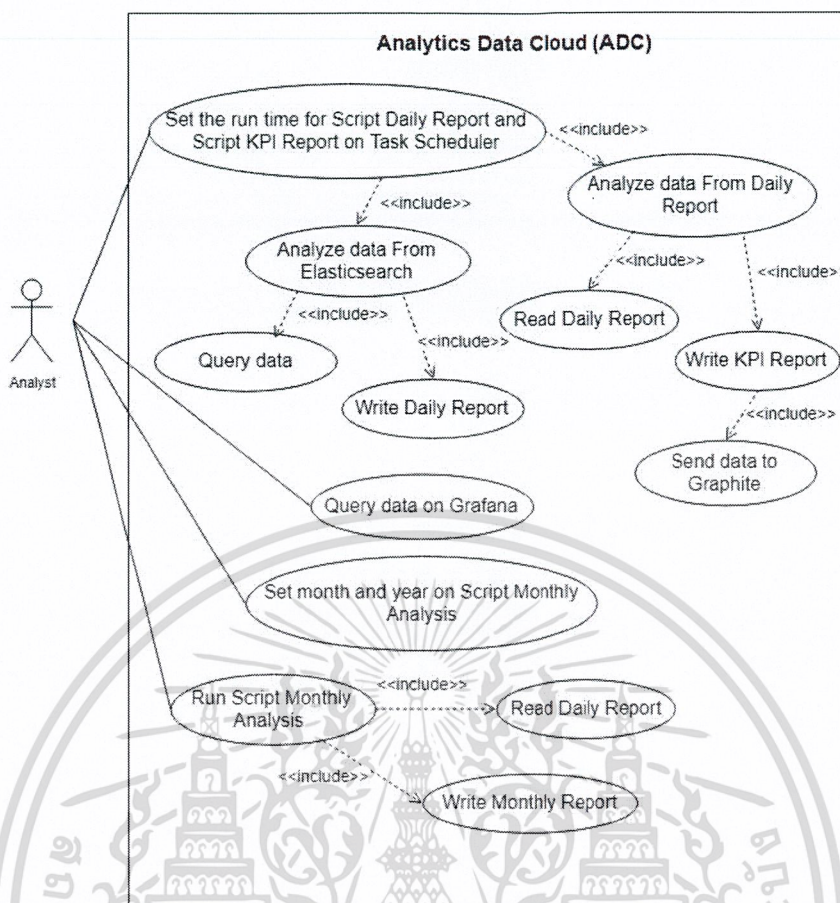 Analytics Data Cloud (ADC)
Set the run time for Script Daily Report and
Script KPI Report on Task Scheduler
<<include>>
Analyze data From Daily
Report
<<include>>
Analyze data From
Elasticsearch
<<include>>
<<include>
<<include>>
Read Daily Report
Query data
<<include>>
Write KPI Report
Analyst
Write Daily Report
<<include>>
Send data to
Graphite
Query data on Grafana
Set month and year on Script Monthly
Analysis
<<include>>
Run Script Monthly
Analysis
Read Daily Report
<<include>>
Write Monthly Report